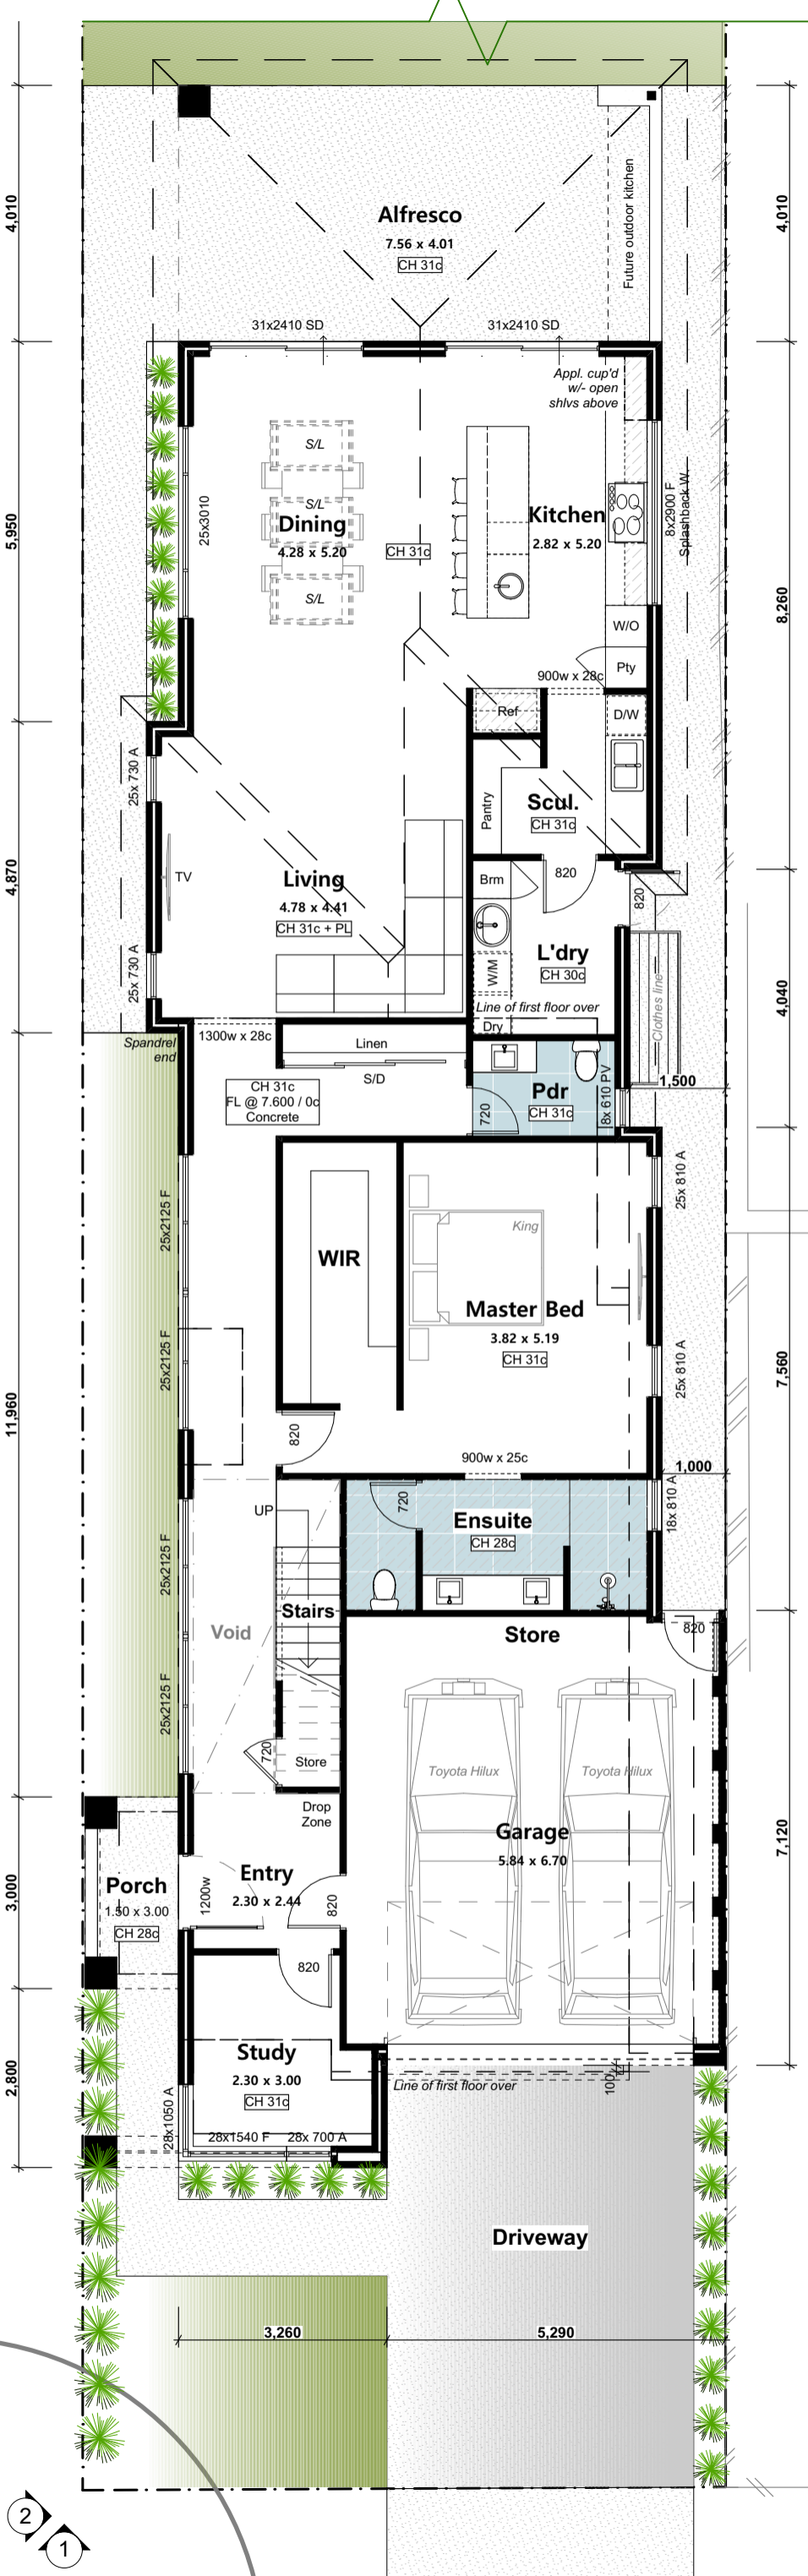 4,010
4,010
Future outdoor kitchen
Alfresco
7.56 x 4.01
CH 31c
31x2410 SD
31x2410 SD
Appl. cup'd
w/- open
shlvs above
S/L
25x3010
S/L
Dining
4.28 x 5.20
CH 31c
Kitchen
2.82 x 5.20
8x2900 F
Splashback W.
5,950
S/L
8,260
W/O
Pty
900w x 28c
Ref
D/W
25x 730 A
Pantry
Scul.
CH 31c
4,870
TV
Living
4.78 x 4.41
CH 31c + PL
Brm
820
820
25x 730 A
W/M
L'dry
CH 30c
Clothes line
4,040
Line of first floor over
Dry
Spandrel
end
1300w x 28c
Linen
S/D
CH 31c
FL @ 7.600 / 0c
Concrete
Pdr
CH 31c
720
8x 610 PV
1,500
25x 810 A
25x2125 F
WIR
King
Master Bed
3.82 x 5.19
CH 31c
25x2125 F
25x 810 A
7,560
11,960
820
900w x 25c
1,000
UP
720
Ensuite
CH 28c
18x 810 A
25x2125 F
Void
Stairs
Store
820
25x2125 F
720
Store
Toyota Hilux
Toyota Hilux
Drop
Zone
Garage
5.84 x 6.70
7,120
3,000
Porch
1.50 x 3.00
CH 28c
1200w
Entry
2.30 x 2.44
820
820
2,800
Study
2.30 x 3.00
CH 31c
Line of first floor over
100
28x1050 A
28x1540 F
28x 700 A
Driveway
3,260
5,290
2
1